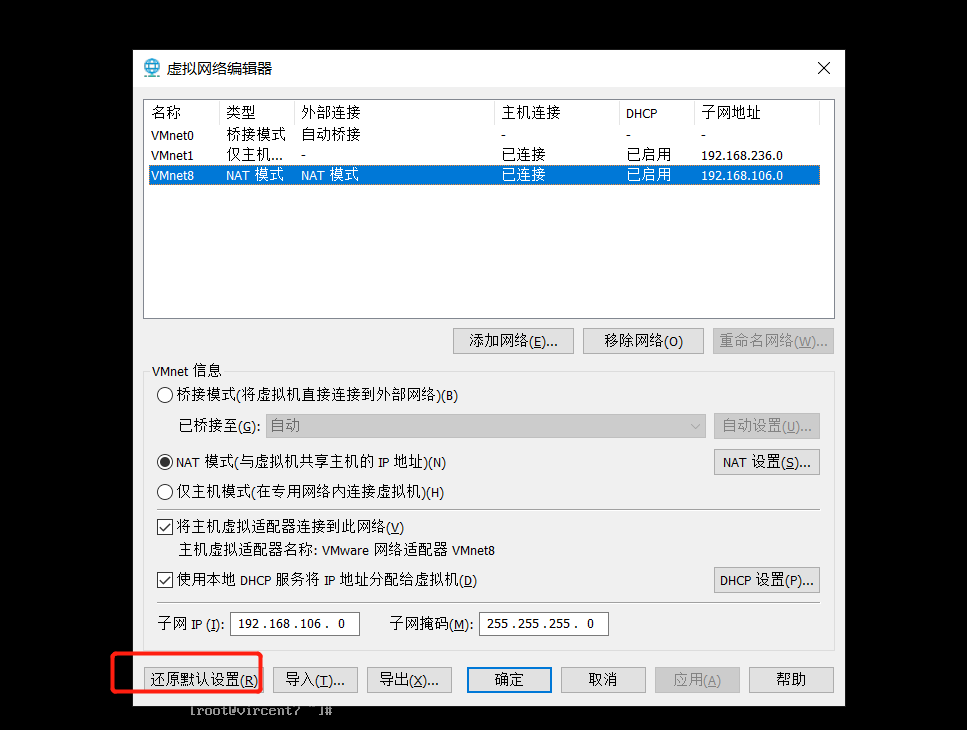 虚拟网络编辑器
名称 类型 外部连接 主机连接 DHCP 子网地址
VMnet0 桥接模式 自动桥接 - - -
VMnet1 仅主机... - 已连接 已启用 192.168.236.0
VMnet8 NAT 模式 NAT 模式 已连接 已启用 192.168.106.0
添加网络(E)... 移除网络(O) 重命名网络(W)...
VMnet 信息
桥接模式(将虚拟机直接连接到外部网络)(B)
已桥接至(G): 自动 自动设置(U)...
NAT 模式(与虚拟机共享主机的 IP 地址)(N) NAT 设置(S)...
仅主机模式(在专用网络内连接虚拟机)(H)
将主机虚拟适配器连接到此网络(V)
主机虚拟适配器名称: VMware 网络适配器 VMnet8
使用本地 DHCP 服务将 IP 地址分配给虚拟机(D) DHCP 设置(P)...
子网 IP (I): 192 . 168 . 106 . 0 子网掩码(M): 255 . 255 . 255 . 0
还原默认设置(R) 导入(T)... 导出(X)... 确定 取消 应用(A) 帮助
[root@vircent7 ~]#